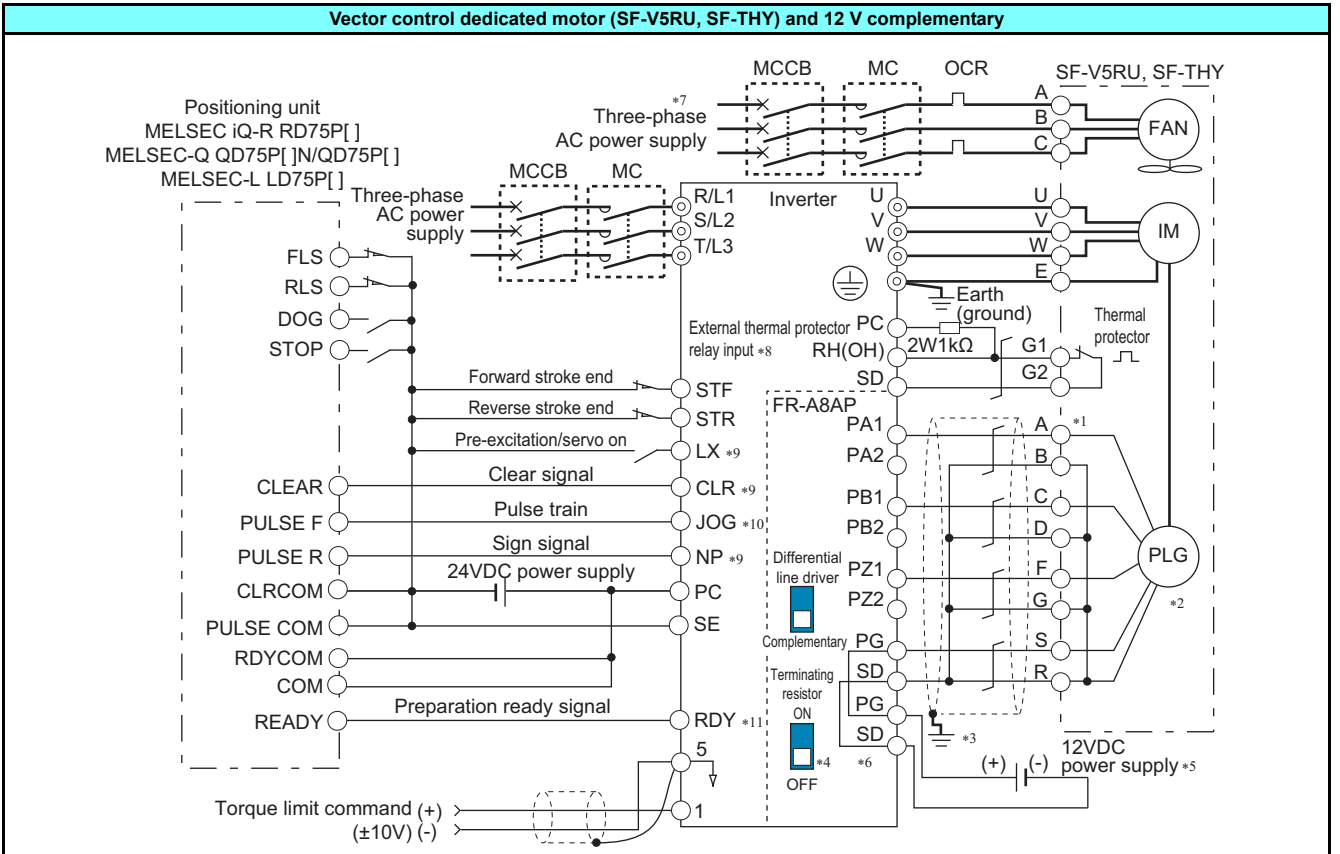 Vector control dedicated motor (SF-V5RU, SF-THY) and 12 V complementary
MCCB MC OCR SF-V5RU, SF-THY
Positioning unit
MELSEC iQ-R RD75P[ ]
MELSEC-Q QD75P[ ]N/QD75P[ ]
MELSEC-L LD75P[ ]
*7
Three-phase
AC power supply
A
B
C
FAN
MCCB MC
Three-phase
AC power
supply
R/L1
S/L2
T/L3
Inverter
U
V
W
U
V
W
E
IM
Earth
(ground)
FLS
RLS
DOG
STOP
External thermal protector
relay input *8
PC
RH(OH)
SD
2W1kΩ
G1
G2
Thermal
protector
Forward stroke end
STF
Reverse stroke end
STR
Pre-excitation/servo on
LX *9
CLEAR
Clear signal
CLR *9
PULSE F
Pulse train
JOG *10
PULSE R
Sign signal
NP *9
CLRCOM
24VDC power supply
PC
PULSE COM
SE
RDYCOM
COM
READY
Preparation ready signal
RDY *11
5
Torque limit command (+)
(±10V) (-)
1
FR-A8AP
PA1
PA2
PB1
PB2
PZ1
PZ2
PG
SD
PG
SD
*6
Differential
line driver
Complementary
Terminating
resistor
ON
*4
OFF
A *1
B
C
D
F
G
S
R
PLG
*2
*3
(+) (-)
12VDC
power supply *5